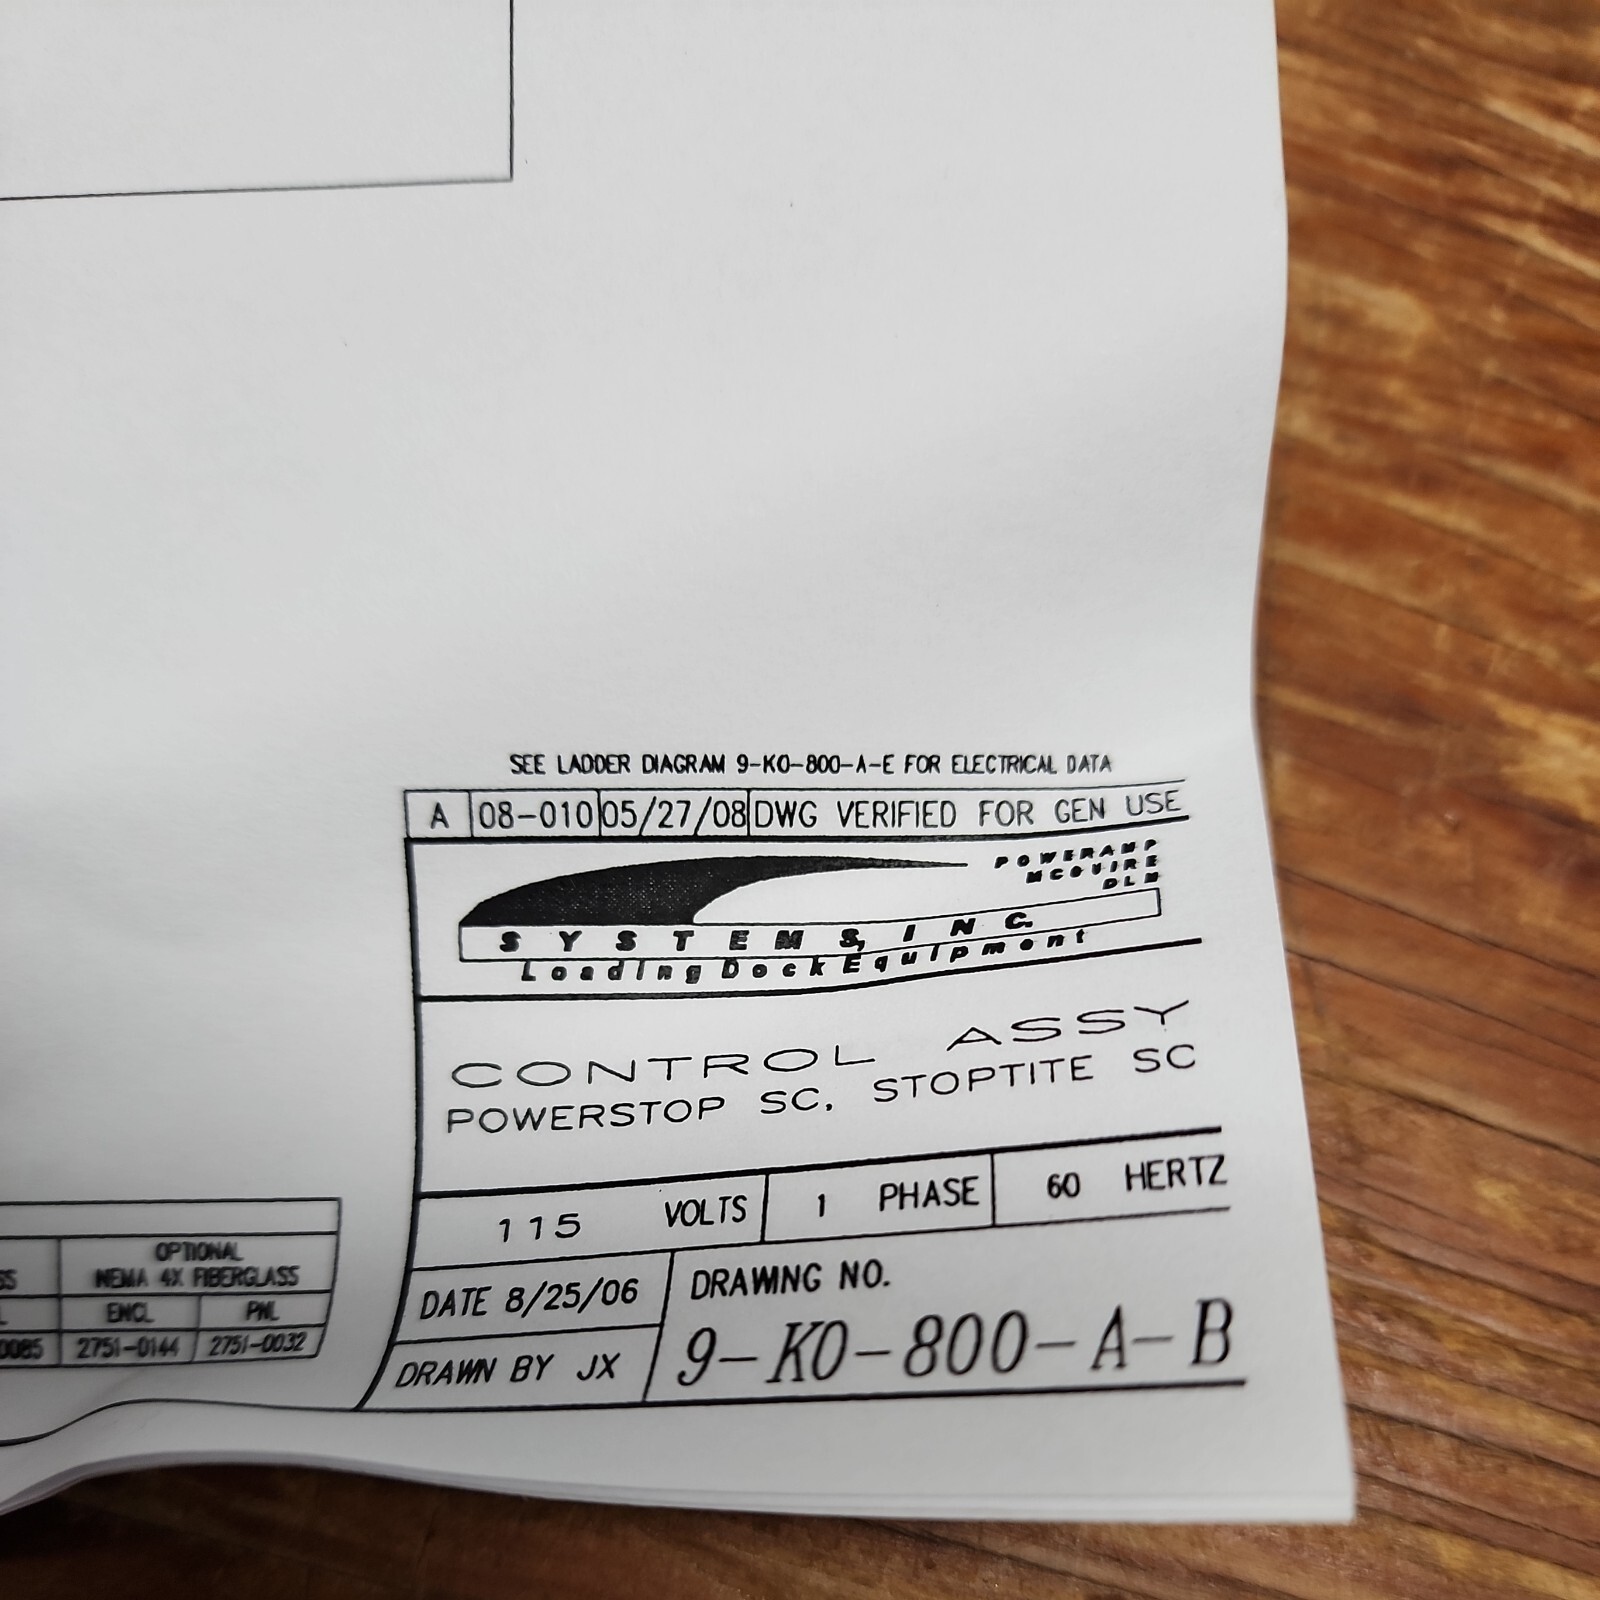 SEE LADDER DIAGRAM 9-K0-800-A-E FOR ELECTRICAL DATA
A 08-010 05/27/08 DWG VERIFIED FOR GEN USE
POWERAMP
MCGUIRE
DLM
SYSTEMS, INC.
Loading Dock Equipment
CONTROL ASSY
POWERSTOP SC, STOPTITE SC
115 VOLTS 1 PHASE 60 HERTZ
DATE 8/25/06
DRAWN BY JX
DRAWING NO.
9-K0-800-A-B
OPTIONAL
NEMA 4X FIBERGLASS
ENCL PNL
0085 2751-0144 2751-0032